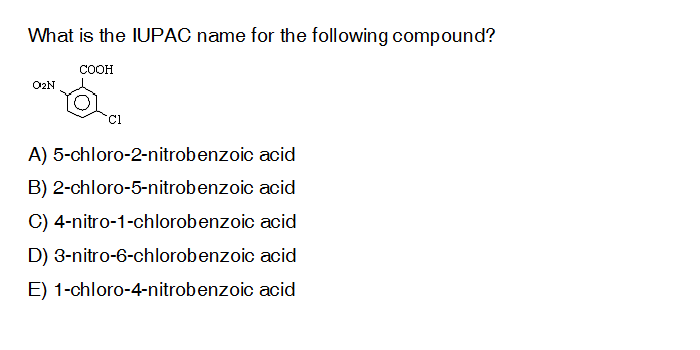 What is the IUPAC name for the following compound?
COOH
O2N
Cl
A) 5-chloro-2-nitrobenzoic acid
B) 2-chloro-5-nitrobenzoic acid
C) 4-nitro-1-chlorobenzoic acid
D) 3-nitro-6-chlorobenzoic acid
E) 1-chloro-4-nitrobenzoic acid